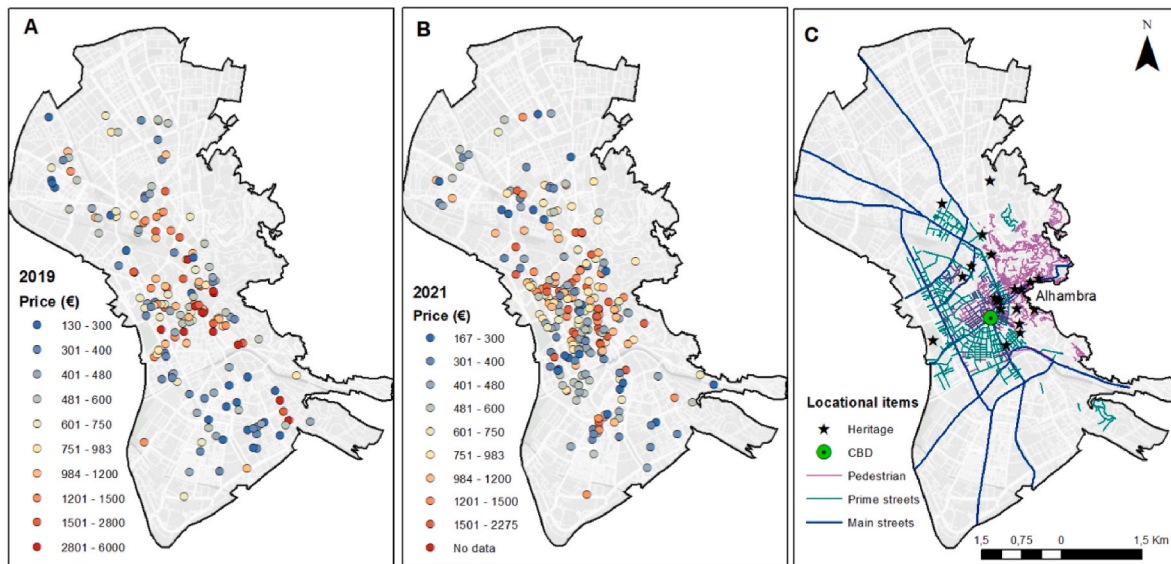 A
2019
Price (€)
130 - 300
301 - 400
401 - 480
481 - 600
601 - 750
751 - 983
984 - 1200
1201 - 1500
1501 - 2800
2801 - 6000
B
2021
Price (€)
167 - 300
301 - 400
401 - 480
481 - 600
601 - 750
751 - 983
984 - 1200
1201 - 1500
1501 - 2275
No data
C
N
Alhambra
Locational items
Heritage
CBD
Pedestrian
Prime streets
Main streets
1,5 0,75 0 1,5 Km